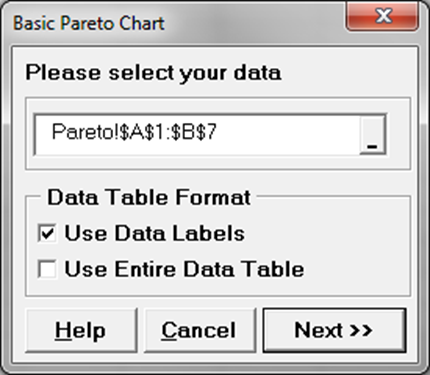 Basic Pareto Chart
Please select your data
Pareto!$A$1:$B$7
Data Table Format
Use Data Labels
Use Entire Data Table
Help Cancel Next >>